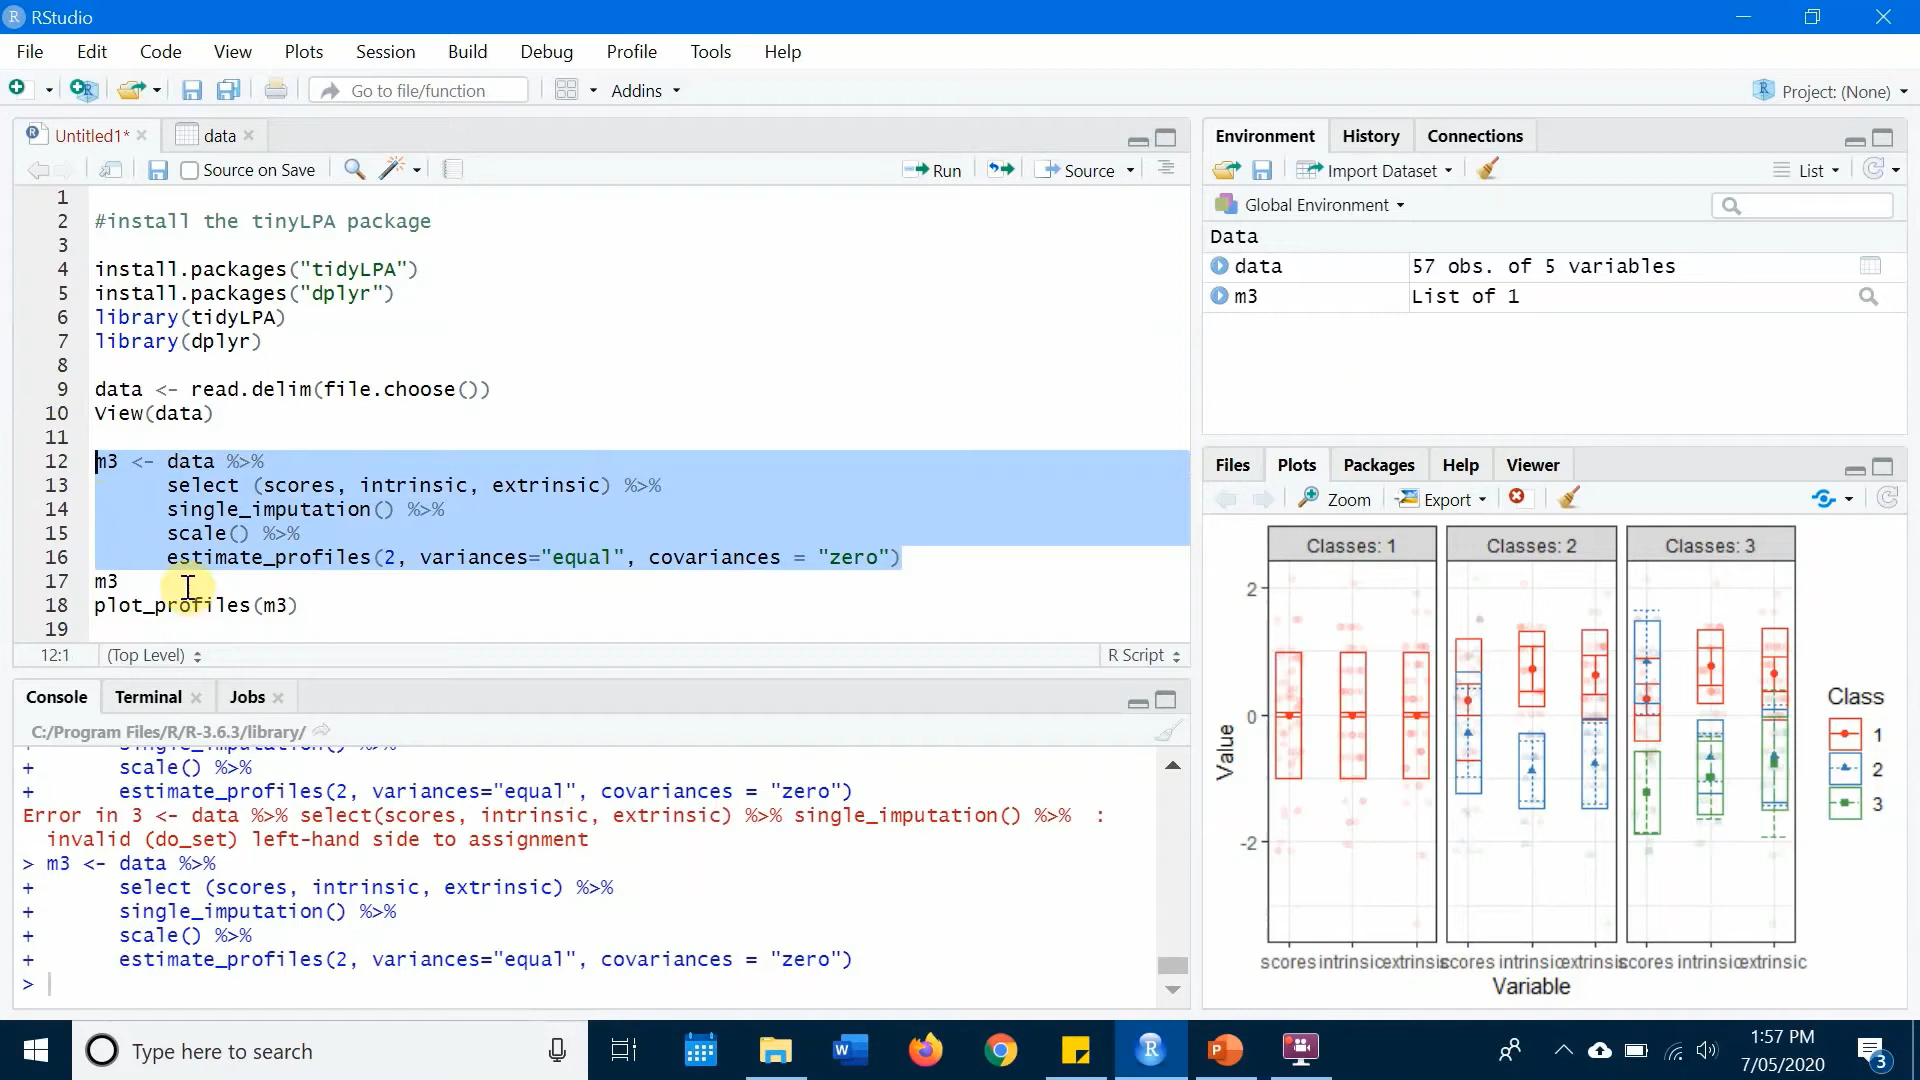 RStudio
File Edit Code View Plots Session Build Debug Profile Tools Help
Go to file/function Addins Project: (None)
Untitled1* data
Source on Save Run Source
1
2 #install the tinyLPA package
3
4 install.packages("tidyLPA")
5 install.packages("dplyr")
6 library(tidyLPA)
7 library(dplyr)
8
9 data <- read.delim(file.choose())
10 View(data)
11
12 m3 <- data %>%
13 select (scores, intrinsic, extrinsic) %>%
14 single_imputation() %>%
15 scale() %>%
16 estimate_profiles(2, variances="equal", covariances = "zero")
17 m3
18 plot_profiles(m3)
19
12:1 (Top Level) R Script
Console Terminal Jobs
C:/Program Files/R/R-3.6.3/library/
+ single_imputation() %>%
+ scale() %>%
+ estimate_profiles(2, variances="equal", covariances = "zero")
Error in 3 <- data %>% select(scores, intrinsic, extrinsic) %>% single_imputation() %>% :
invalid (do_set) left-hand side to assignment
> m3 <- data %>%
+ select (scores, intrinsic, extrinsic) %>%
+ single_imputation() %>%
+ scale() %>%
+ estimate_profiles(2, variances="equal", covariances = "zero")
>
Environment History Connections
Import Dataset List
Global Environment
Data
data 57 obs. of 5 variables
m3 List of 1
Files Plots Packages Help Viewer
Zoom Export
Classes: 1 Classes: 2 Classes: 3
2
0
-2
Value
scores intrinsic extrinsic scores intrinsic extrinsic scores intrinsic extrinsic
Variable
Class
1
2
3
Type here to search
1:57 PM
7/05/2020
3